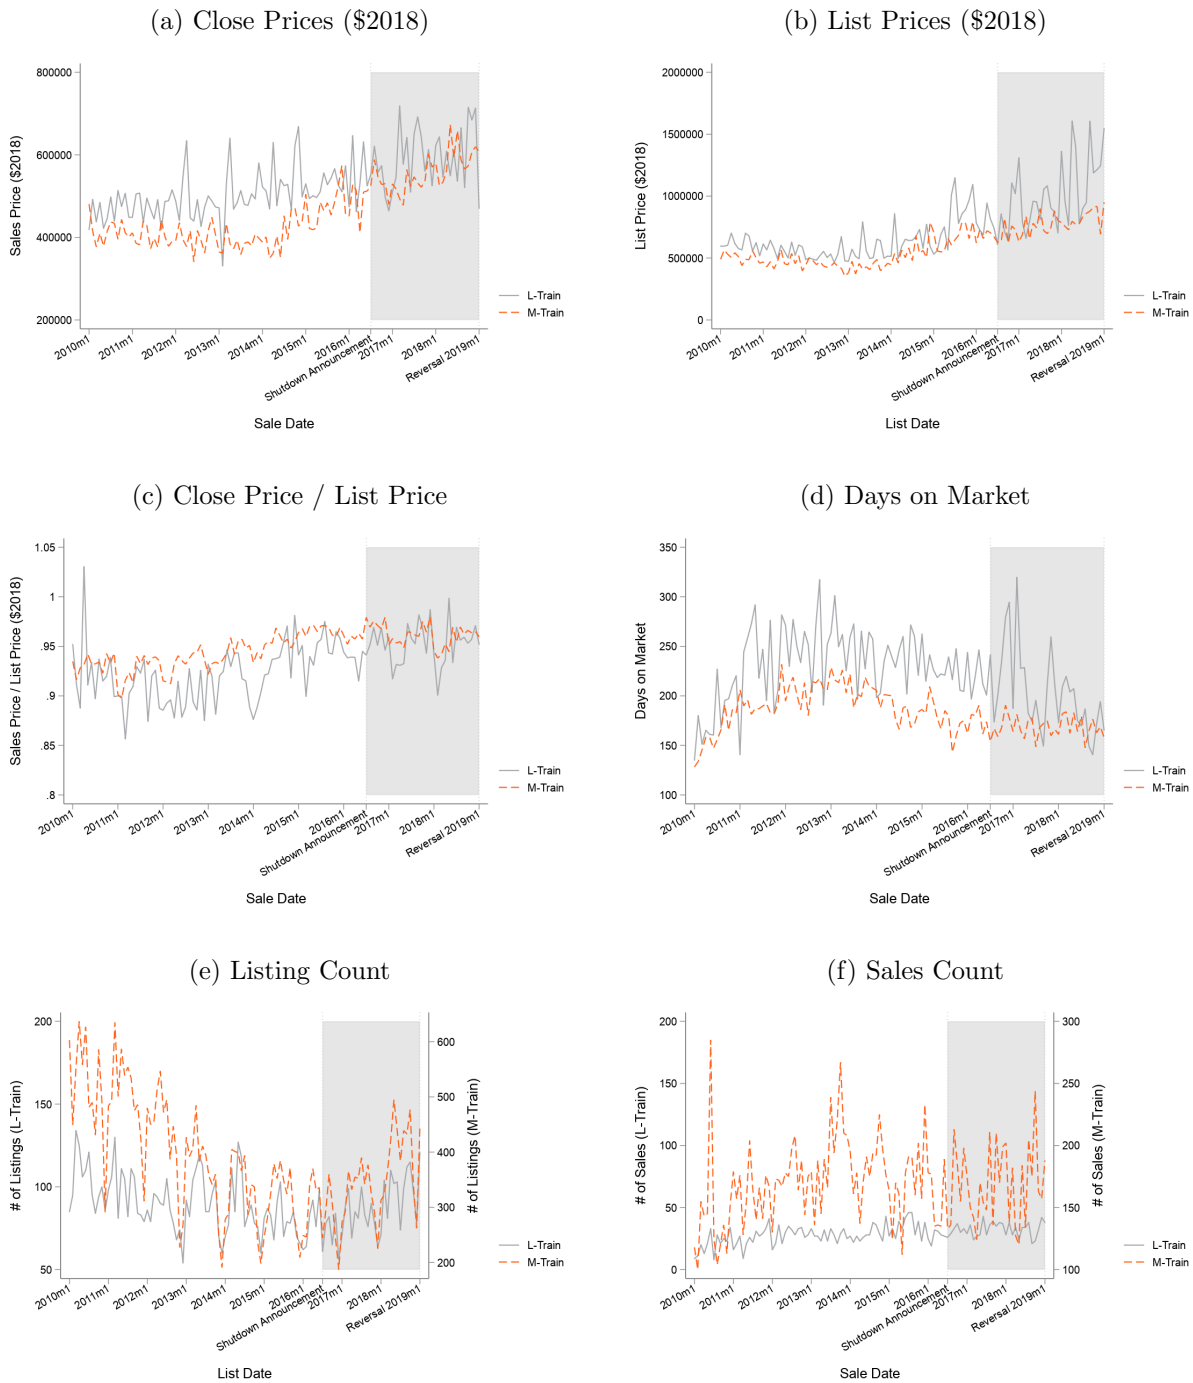 (a) Close Prices ($2018)
800000
600000
400000
200000
Sales Price ($2018)
2010m1
2011m1
2012m1
2013m1
2014m1
2015m1
2016m1
Shutdown Announcement
2017m1
2018m1
Reversal 2019m1
Sale Date
L-Train
M-Train
(b) List Prices ($2018)
2000000
1500000
1000000
500000
0
List Price ($2018)
2010m1
2011m1
2012m1
2013m1
2014m1
2015m1
2016m1
Shutdown Announcement
2017m1
2018m1
Reversal 2019m1
List Date
L-Train
M-Train
(c) Close Price / List Price
1.05
1
.95
.9
.85
.8
Sales Price / List Price ($2018)
2010m1
2011m1
2012m1
2013m1
2014m1
2015m1
2016m1
Shutdown Announcement
2017m1
2018m1
Reversal 2019m1
Sale Date
L-Train
M-Train
(d) Days on Market
350
300
250
200
150
100
Days on Market
2010m1
2011m1
2012m1
2013m1
2014m1
2015m1
2016m1
Shutdown Announcement
2017m1
2018m1
Reversal 2019m1
Sale Date
L-Train
M-Train
(e) Listing Count
200
150
100
50
# of Listings (L-Train)
600
500
400
300
200
# of Listings (M-Train)
2010m1
2011m1
2012m1
2013m1
2014m1
2015m1
2016m1
Shutdown Announcement
2017m1
2018m1
Reversal 2019m1
List Date
L-Train
M-Train
(f) Sales Count
200
150
100
50
0
# of Sales (L-Train)
300
250
200
150
100
# of Sales (M-Train)
2010m1
2011m1
2012m1
2013m1
2014m1
2015m1
2016m1
Shutdown Announcement
2017m1
2018m1
Reversal 2019m1
Sale Date
L-Train
M-Train